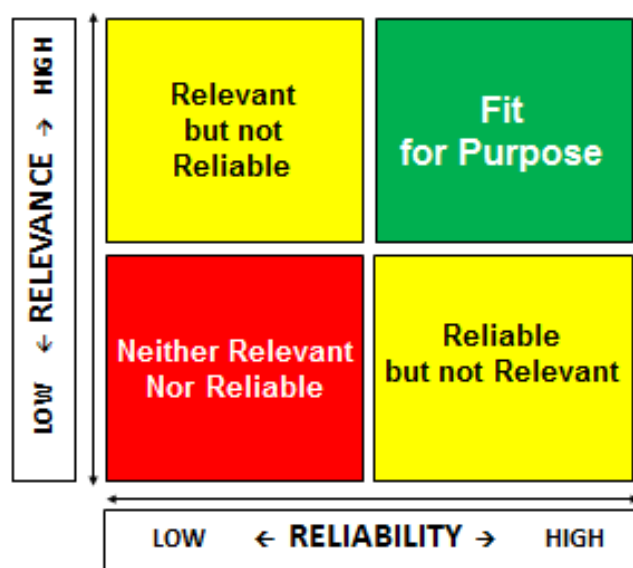 LOW ← RELEVANCE → HIGH
Relevant
but not
Reliable
Fit
for Purpose
Neither Relevant
Nor Reliable
Reliable
but not Relevant
LOW ← RELIABILITY → HIGH